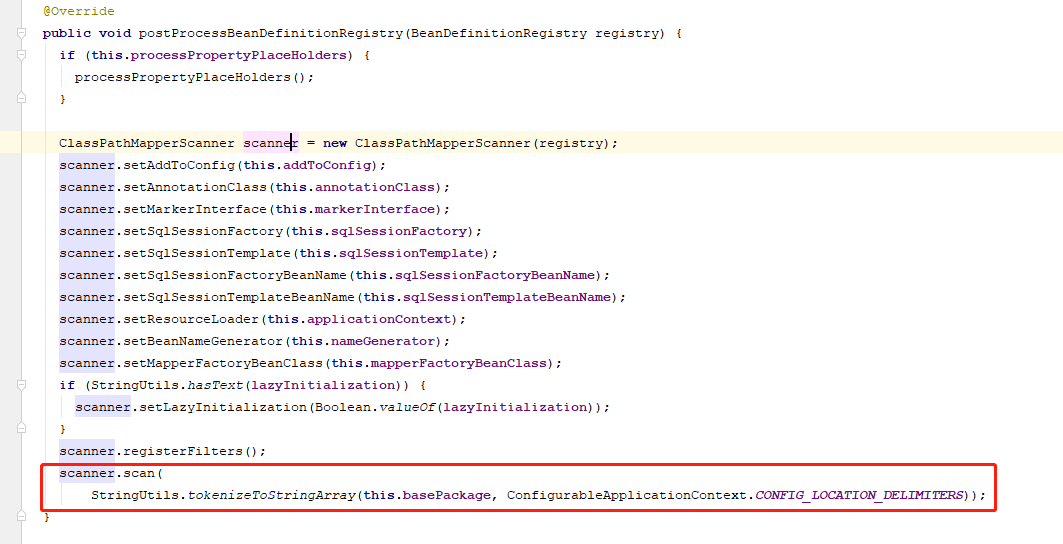 @Override
public void postProcessBeanDefinitionRegistry(BeanDefinitionRegistry registry) {
if (this.processPropertyPlaceHolders) {
processPropertyPlaceHolders();
}
ClassPathMapperScanner scanner = new ClassPathMapperScanner(registry);
scanner.setAddToConfig(this.addToConfig);
scanner.setAnnotationClass(this.annotationClass);
scanner.setMarkerInterface(this.markerInterface);
scanner.setSqlSessionFactory(this.sqlSessionFactory);
scanner.setSqlSessionTemplate(this.sqlSessionTemplate);
scanner.setSqlSessionFactoryBeanName(this.sqlSessionFactoryBeanName);
scanner.setSqlSessionTemplateBeanName(this.sqlSessionTemplateBeanName);
scanner.setResourceLoader(this.applicationContext);
scanner.setBeanNameGenerator(this.nameGenerator);
scanner.setMapperFactoryBeanClass(this.mapperFactoryBeanClass);
if (StringUtils.hasText(lazyInitialization)) {
scanner.setLazyInitialization(Boolean.valueOf(lazyInitialization));
}
scanner.registerFilters();
scanner.scan(
StringUtils.tokenizeToStringArray(this.basePackage, ConfigurableApplicationContext.CONFIG_LOCATION_DELIMITERS));
}